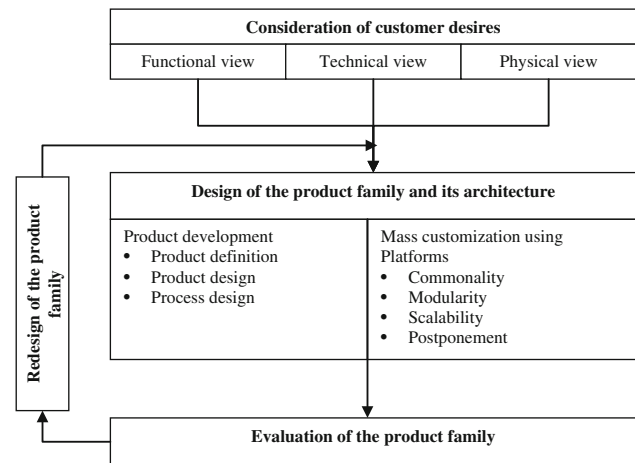 Consideration of customer desires
Functional view
Technical view
Physical view
Design of the product family and its architecture
Product development
• Product definition
• Product design
• Process design
Mass customization using
Platforms
• Commonality
• Modularity
• Scalability
• Postponement
Redesign of the product
family
Evaluation of the product family